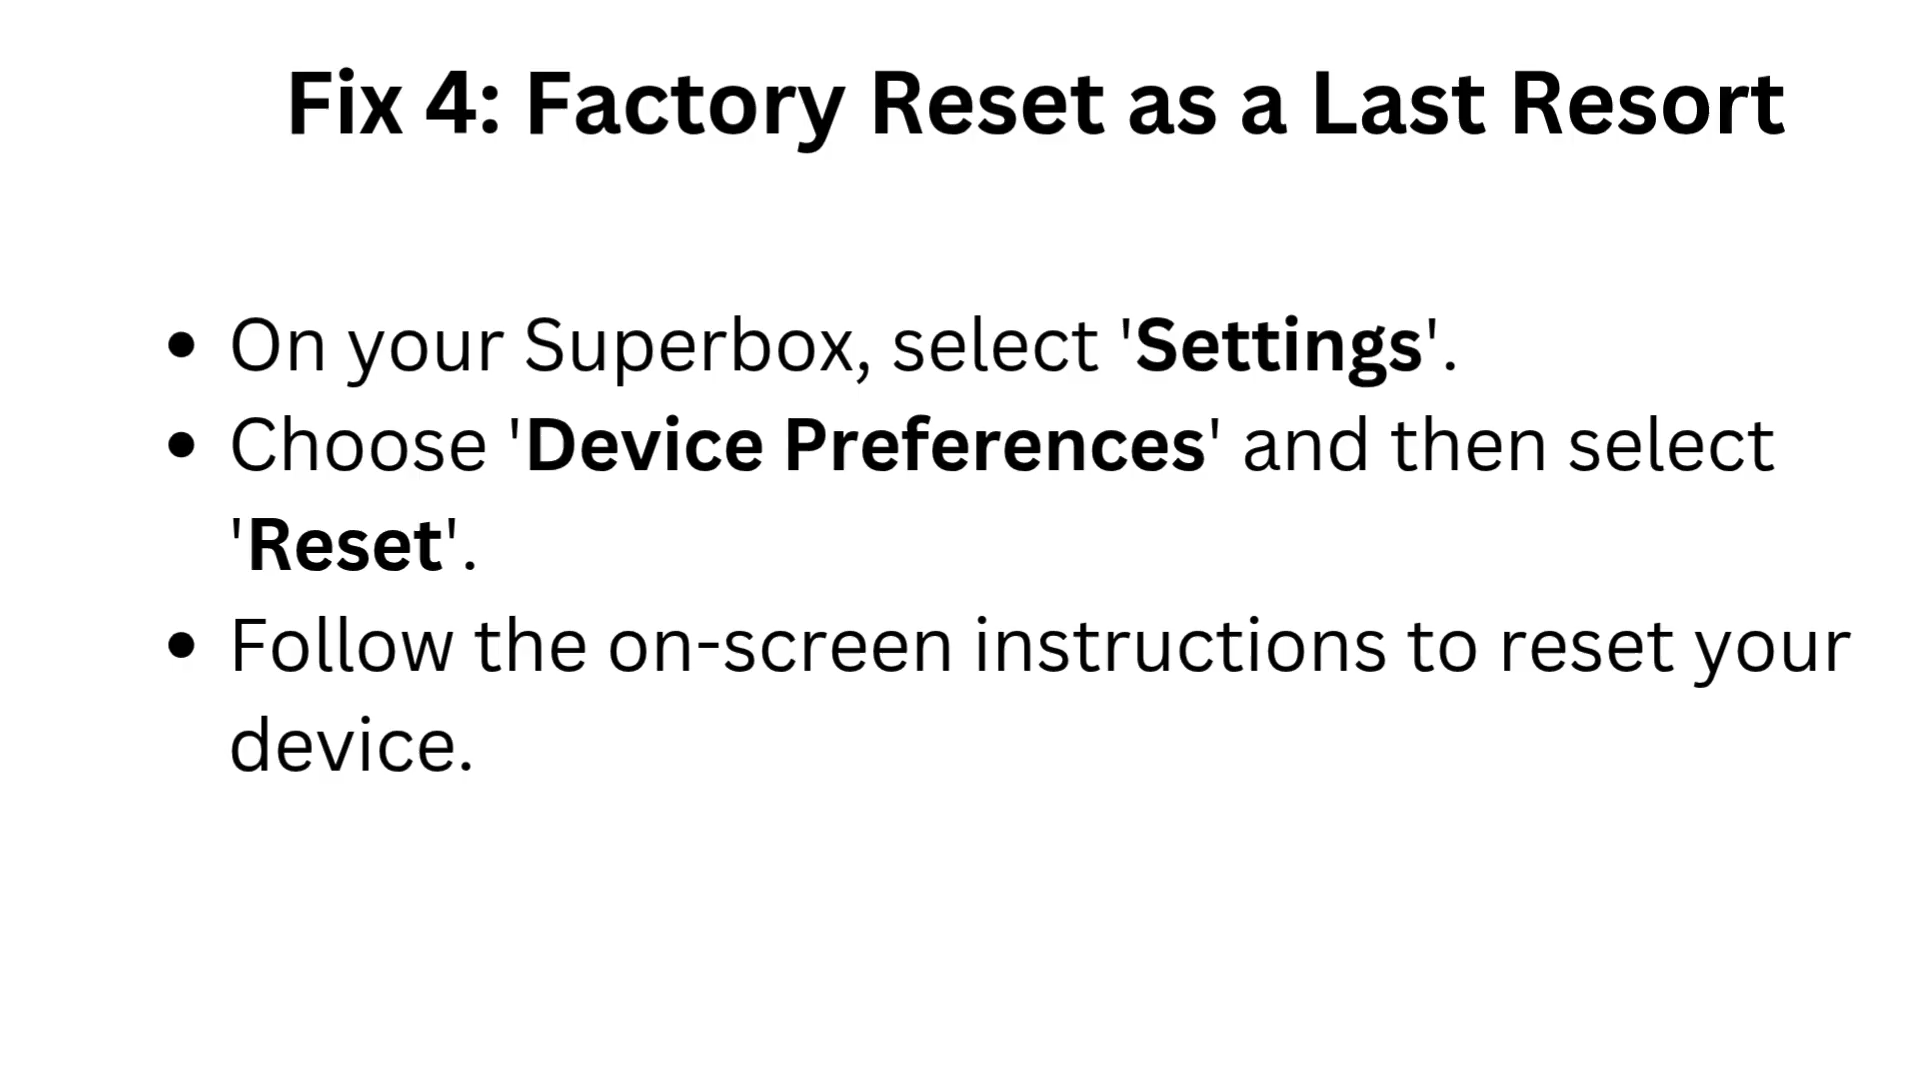 Fix 4: Factory Reset as a Last Resort
• On your Superbox, select 'Settings'.
• Choose 'Device Preferences' and then select
'Reset'.
• Follow the on-screen instructions to reset your
device.